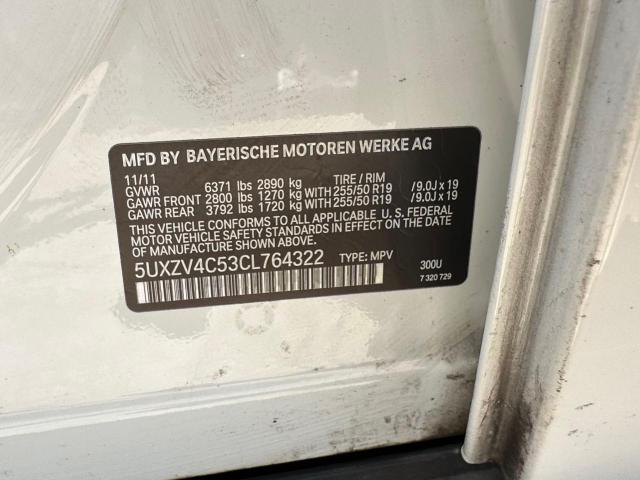 MFD BY BAYERISCHE MOTOREN WERKE AG
11/11
GVWR 6371 lbs 2890 kg TIRE / RIM
GAWR FRONT 2800 lbs 1270 kg WITH 255/50 R19 /9.0J x 19
GAWR REAR 3792 lbs 1720 kg WITH 255/50 R19 /9.0J x 19
THIS VEHICLE CONFORMS TO ALL APPLICABLE U. S. FEDERAL
MOTOR VEHICLE SAFETY STANDARDS IN EFFECT ON THE DATE
OF MANUFACTURE SHOWN ABOVE.
5UXZV4C53CL764322 TYPE: MPV 300U
7 320 729